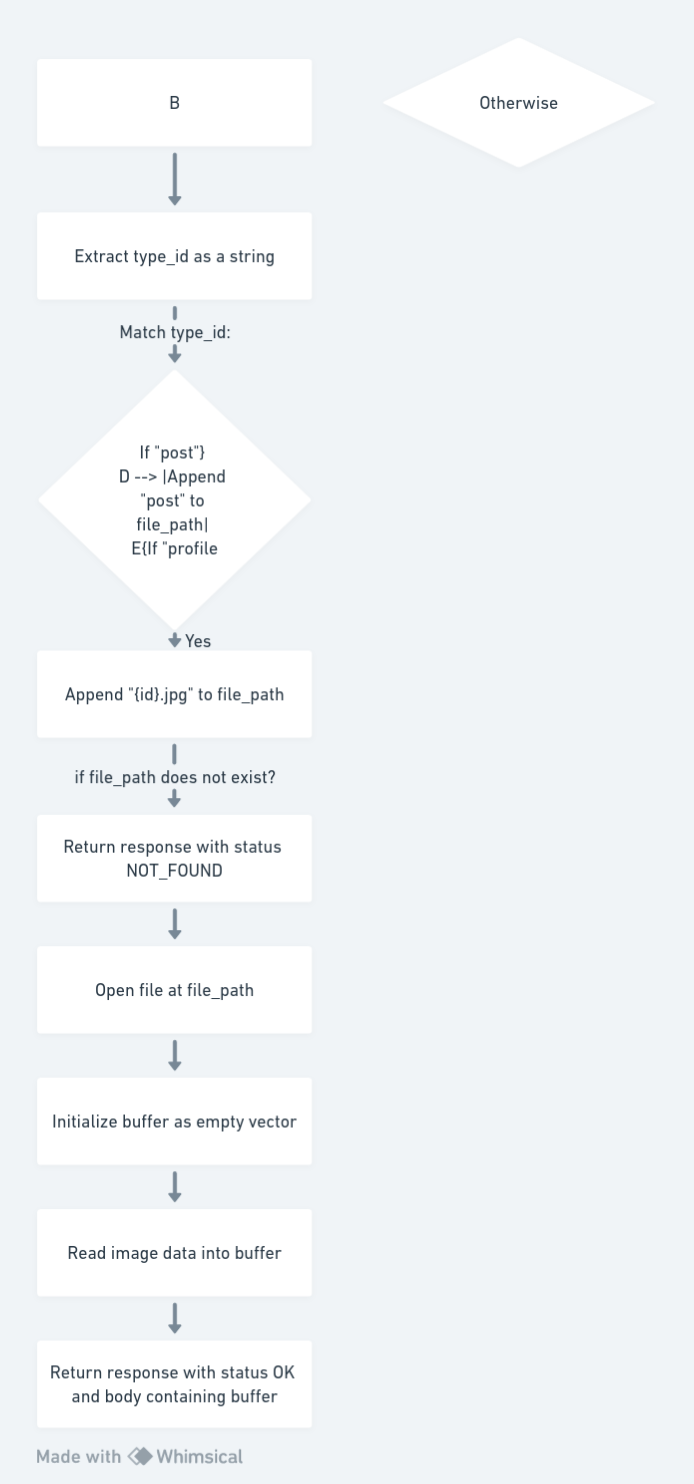 B
Otherwise
Extract type_id as a string
Match type_id:
If "post"}
D --> |Append
"post" to
file_path|
E{If "profile
Yes
Append "{id}.jpg" to file_path
if file_path does not exist?
Return response with status
NOT_FOUND
Open file at file_path
Initialize buffer as empty vector
Read image data into buffer
Return response with status OK
and body containing buffer
Made with Whimsical